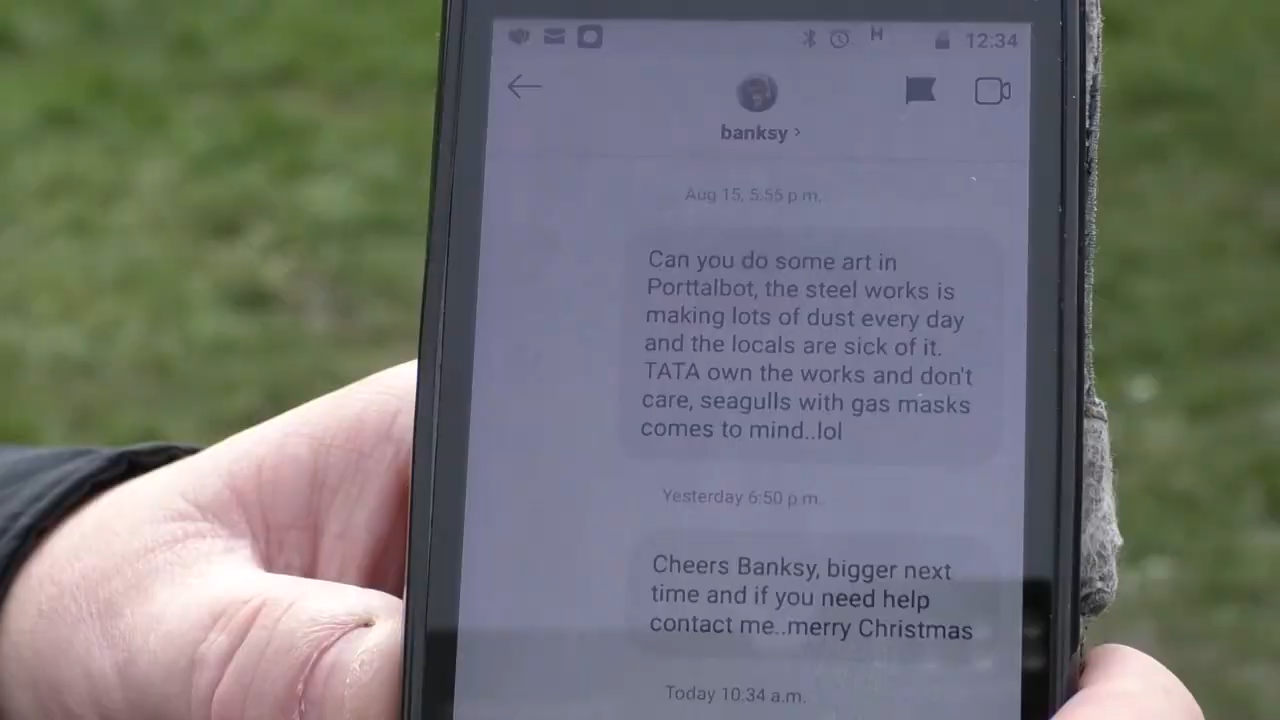 H 12:34
banksy >
Aug 15, 5:55 p.m.
Can you do some art in
Porttalbot, the steel works is
making lots of dust every day
and the locals are sick of it.
TATA own the works and don't
care, seagulls with gas masks
comes to mind..lol
Yesterday 6:50 p.m.
Cheers Banksy, bigger next
time and if you need help
contact me..merry Christmas
Today 10:34 a.m.